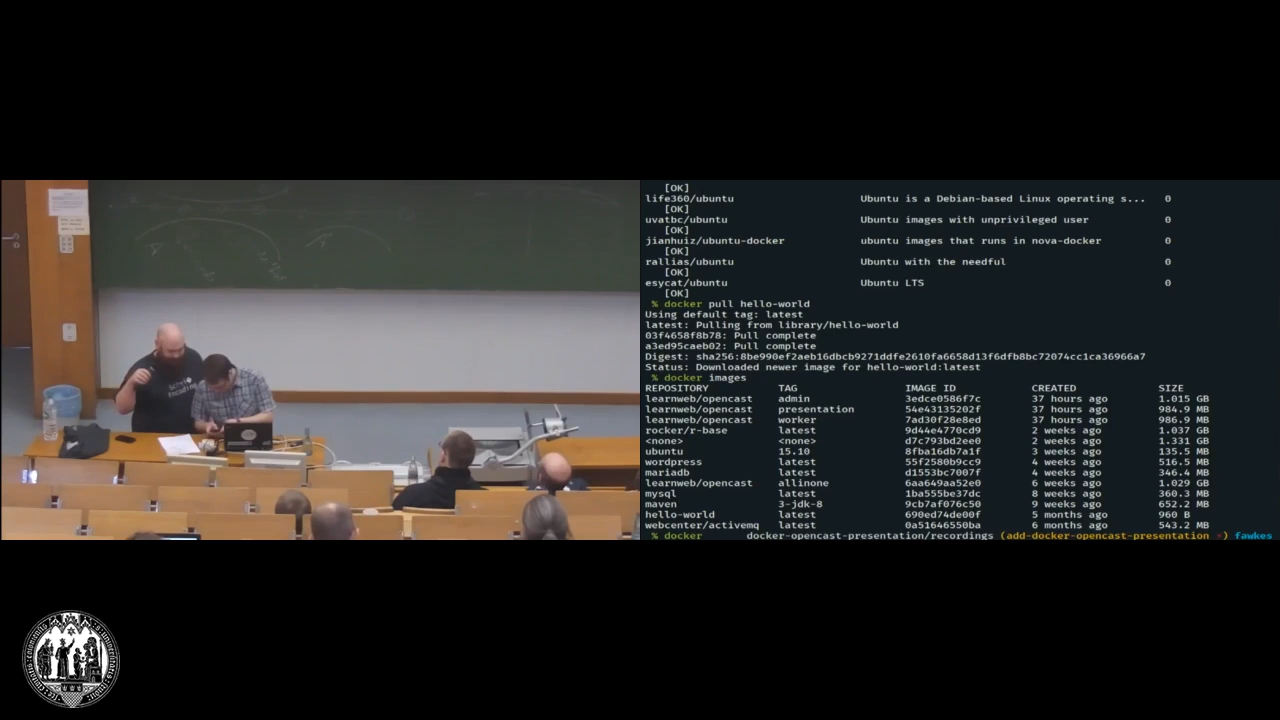 [OK]
life360/ubuntu Ubuntu is a Debian-based Linux operating s... 0
[OK]
uvatbc/ubuntu Ubuntu images with unprivileged user 0
[OK]
jianhuiz/ubuntu-docker ubuntu images that runs in nova-docker 0
[OK]
rallias/ubuntu Ubuntu with the needful 0
[OK]
esycat/ubuntu Ubuntu LTS 0
[OK]
% docker pull hello-world
Using default tag: latest
latest: Pulling from library/hello-world
03f4658f8b78: Pull complete
a3ed95caeb02: Pull complete
Digest: sha256:8be990ef2aeb16dbcb9271ddfe2610fa6658d13f6dfb8bc72074cc1ca36966a7
Status: Downloaded newer image for hello-world:latest
% docker images
REPOSITORY TAG IMAGE ID CREATED SIZE
learnweb/opencast admin 3edce0586f7c 37 hours ago 1.015 GB
learnweb/opencast presentation 54e43135202f 37 hours ago 984.9 MB
learnweb/opencast worker 7ad30f28e8ed 37 hours ago 986.9 MB
rocker/r-base latest 9d44e4770cd9 2 weeks ago 1.037 GB
<none> <none> d7c793bd2ee0 2 weeks ago 1.331 GB
ubuntu 15.10 8fba16db7a1f 3 weeks ago 135.5 MB
wordpress latest 55f2580b9cc9 4 weeks ago 516.5 MB
mariadb latest d1553bc7007f 4 weeks ago 346.4 MB
learnweb/opencast allinone 6aa649aa52e0 6 weeks ago 1.029 GB
mysql latest 1ba555be37dc 8 weeks ago 360.3 MB
maven 3-jdk-8 9cb7af076c50 9 weeks ago 652.2 MB
hello-world latest 690ed74de00f 5 months ago 960 B
webcenter/activemq latest 0a51646550ba 6 months ago 543.2 MB
% docker docker-opencast-presentation/recordings (add-docker-opencast-presentation ) fawkes